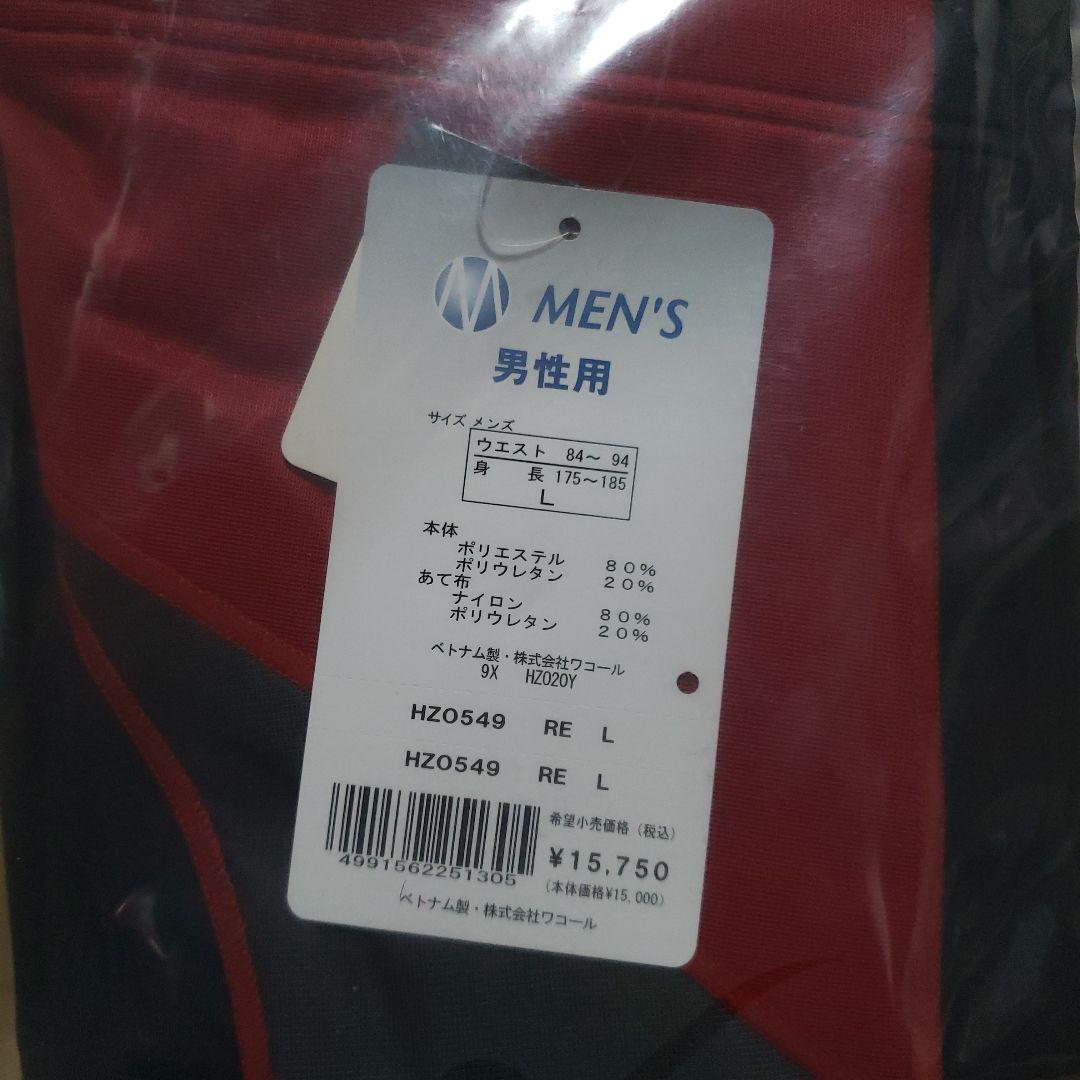 M MEN'S
男性用
サイズ メンズ
ウエスト 84～ 94
身 長 175～185
L
本体
ポリエステル 80%
ポリウレタン 20%
あて布
ナイロン 80%
ポリウレタン 20%
ベトナム製・株式会社ワコール
9X HZ020Y
HZO549 RE L
HZO549 RE L
希望小売価格（税込）
¥15,750
（本体価格¥15,000）
4991562251305
ベトナム製・株式会社ワコール